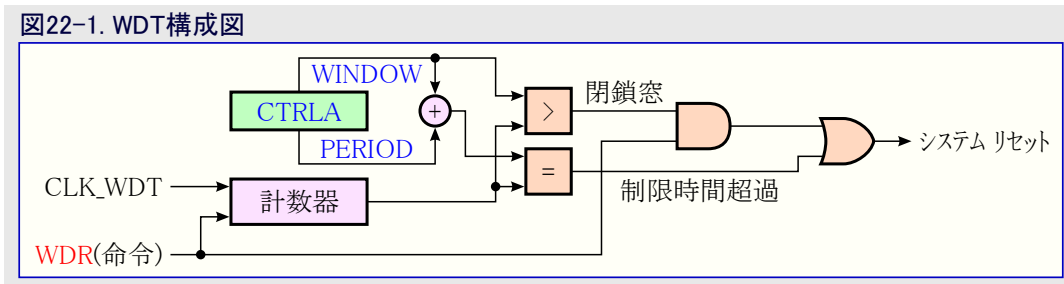 図22-1. WDT構成図
WINDOW
CTRLA
+
>
閉鎖窓
PERIOD
=
システム リセット
CLK_WDT
計数器
制限時間超過
WDR(命令)